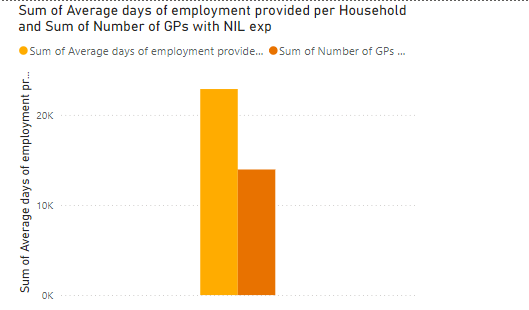 Sum of Average days of employment provided per Household
and Sum of Number of GPs with NIL exp
Sum of Average days of employment provide... Sum of Number of GPs ...
Sum of Average days of employment pr...
20K
10K
0K